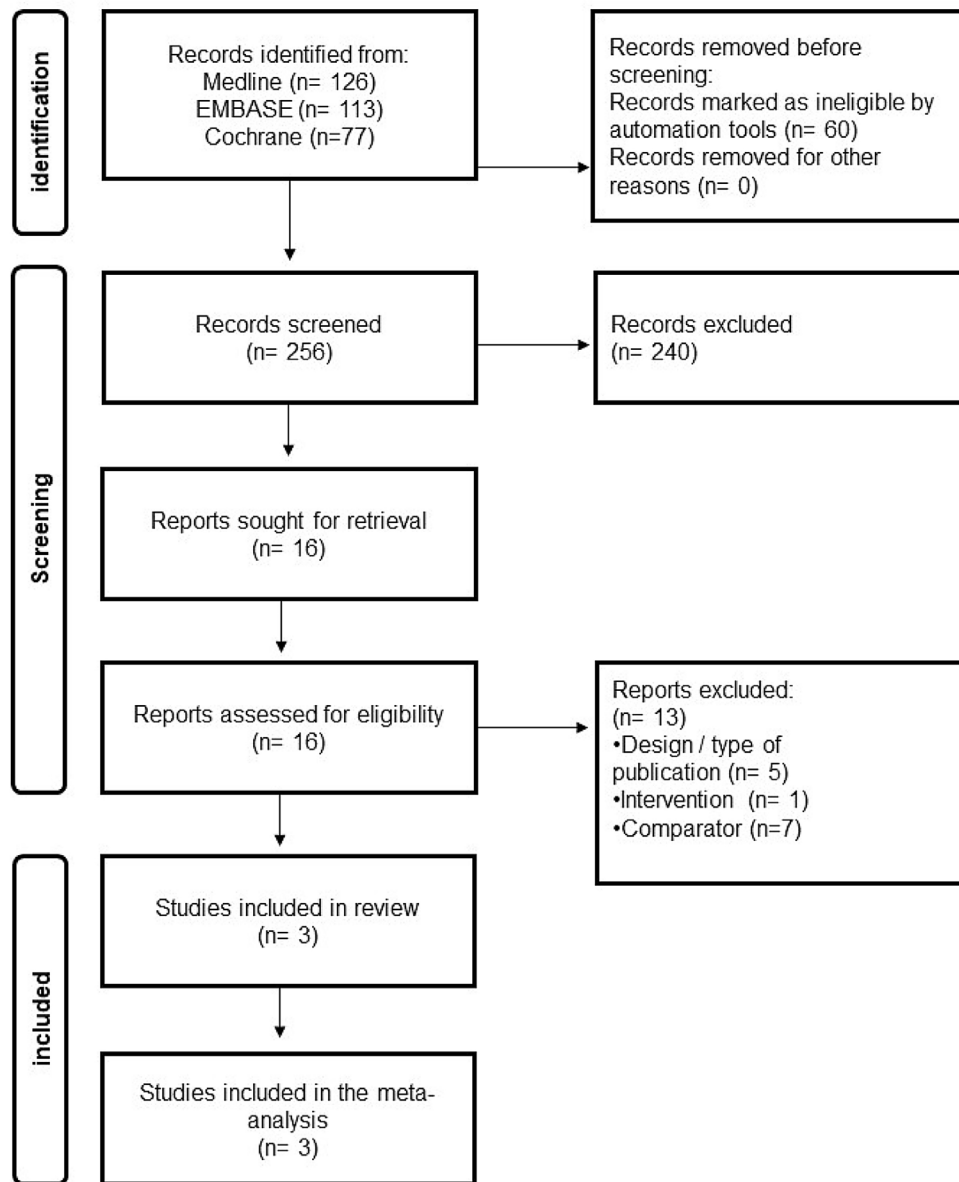 identification
Records identified from:
Medline (n= 126)
EMBASE (n= 113)
Cochrane (n=77)
Records removed before
screening:
Records marked as ineligible by
automation tools (n= 60)
Records removed for other
reasons (n= 0)
Screening
Records screened
(n= 256)
Records excluded
(n= 240)
Reports sought for retrieval
(n= 16)
Reports assessed for eligibility
(n= 16)
Reports excluded:
(n= 13)
•Design / type of
publication (n= 5)
•Intervention (n= 1)
•Comparator (n=7)
included
Studies included in review
(n= 3)
Studies included in the meta-
analysis
(n= 3)